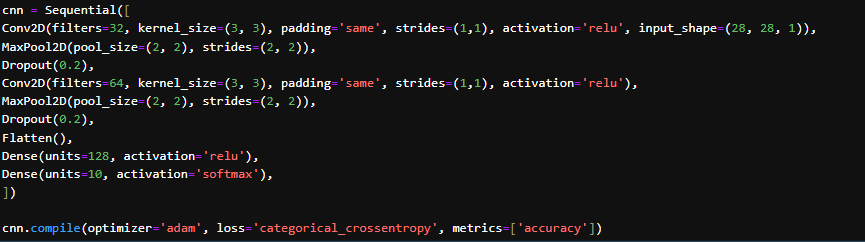 cnn = Sequential([
Conv2D(filters=32, kernel_size=(3, 3), padding='same', strides=(1,1), activation='relu', input_shape=(28, 28, 1)),
MaxPool2D(pool_size=(2, 2), strides=(2, 2)),
Dropout(0.2),
Conv2D(filters=64, kernel_size=(3, 3), padding='same', strides=(1,1), activation='relu'),
MaxPool2D(pool_size=(2, 2), strides=(2, 2)),
Dropout(0.2),
Flatten(),
Dense(units=128, activation='relu'),
Dense(units=10, activation='softmax'),
])
cnn.compile(optimizer='adam', loss='categorical_crossentropy', metrics=['accuracy'])